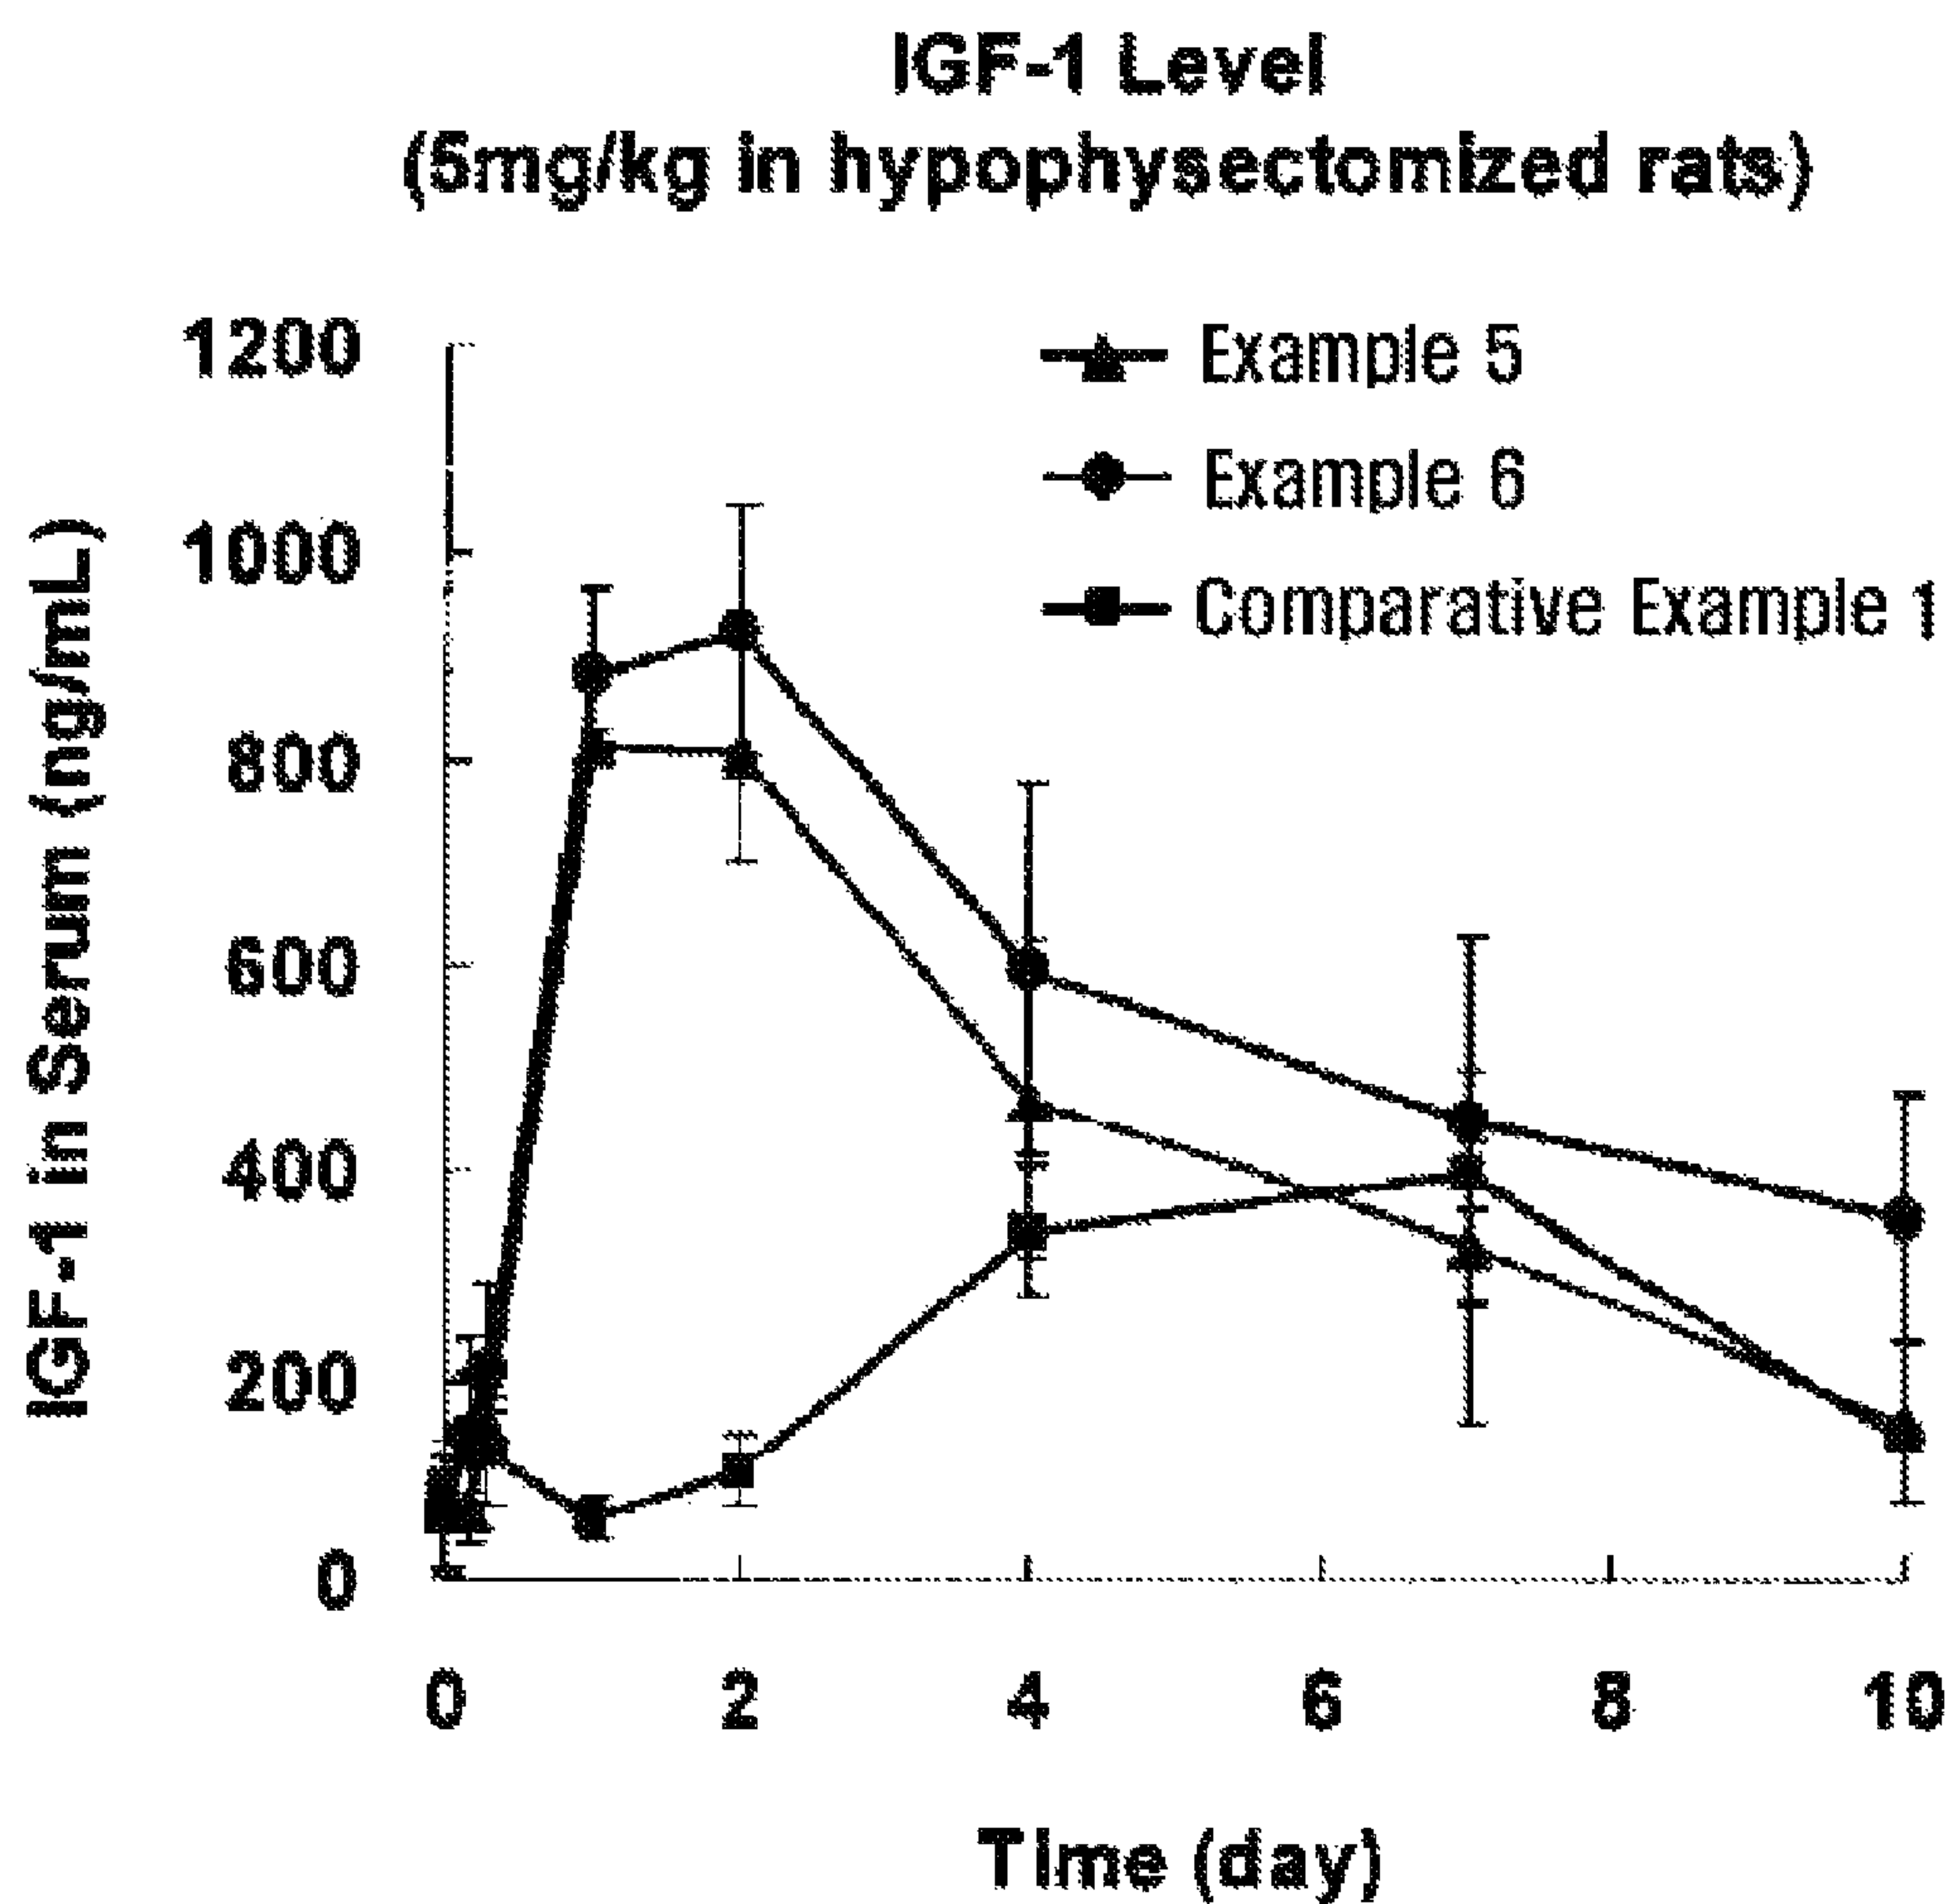 IGF-1 Level
(5mg/kg in hypophysectomized rats)
Example 5
Example 6
Comparative Example 1
IGF-1 in Serum (ng/mL)
1200
1000
800
600
400
200
0
0 2 4 6 8 10
Time (day)